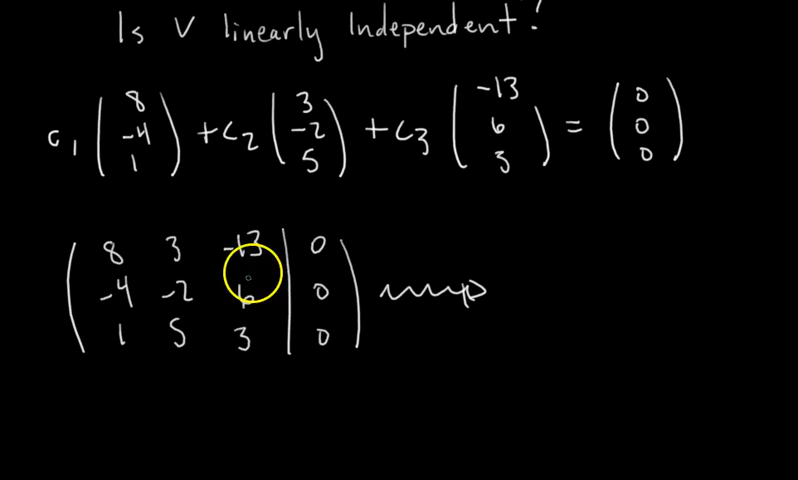 Is V linearly Independent?
c₁ (8 -4 1) + c₂ (3 -2 5) + c₃ (-13 6 3) = (0 0 0)
8 3 -13 | 0
-4 -2 6 | 0
1 5 3 | 0